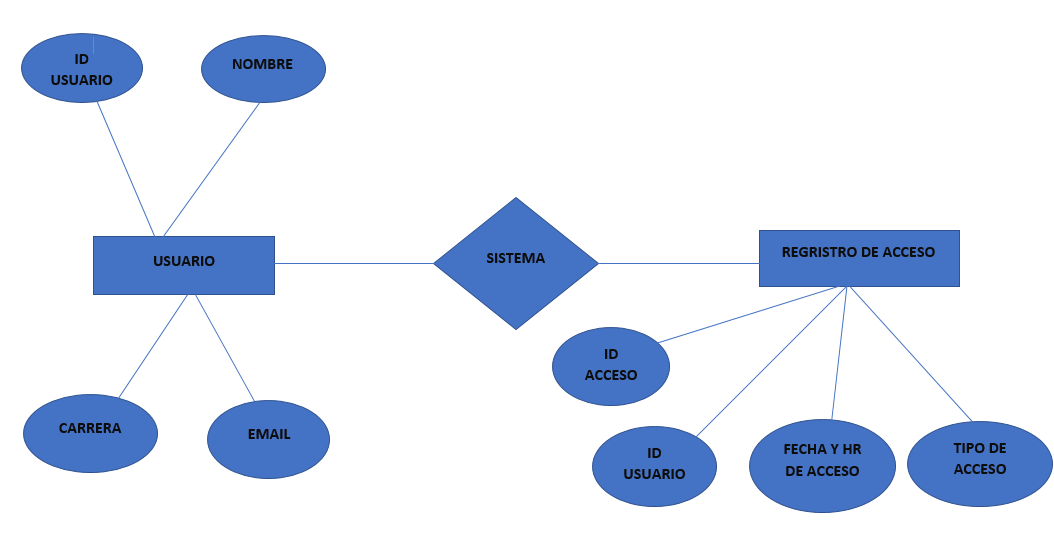 ID
USUARIO
NOMBRE
USUARIO
SISTEMA
REGRISTRO DE ACCESO
CARRERA
EMAIL
ID
ACCESO
ID
USUARIO
FECHA Y HR
DE ACCESO
TIPO DE
ACCESO